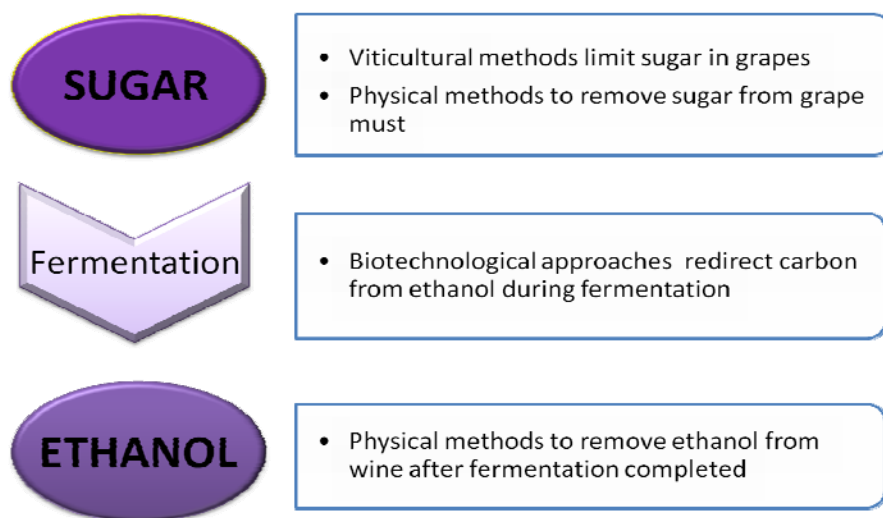 SUGAR
• Viticultural methods limit sugar in grapes
• Physical methods to remove sugar from grape
must
Fermentation
• Biotechnological approaches redirect carbon
from ethanol during fermentation
ETHANOL
• Physical methods to remove ethanol from
wine after fermentation completed